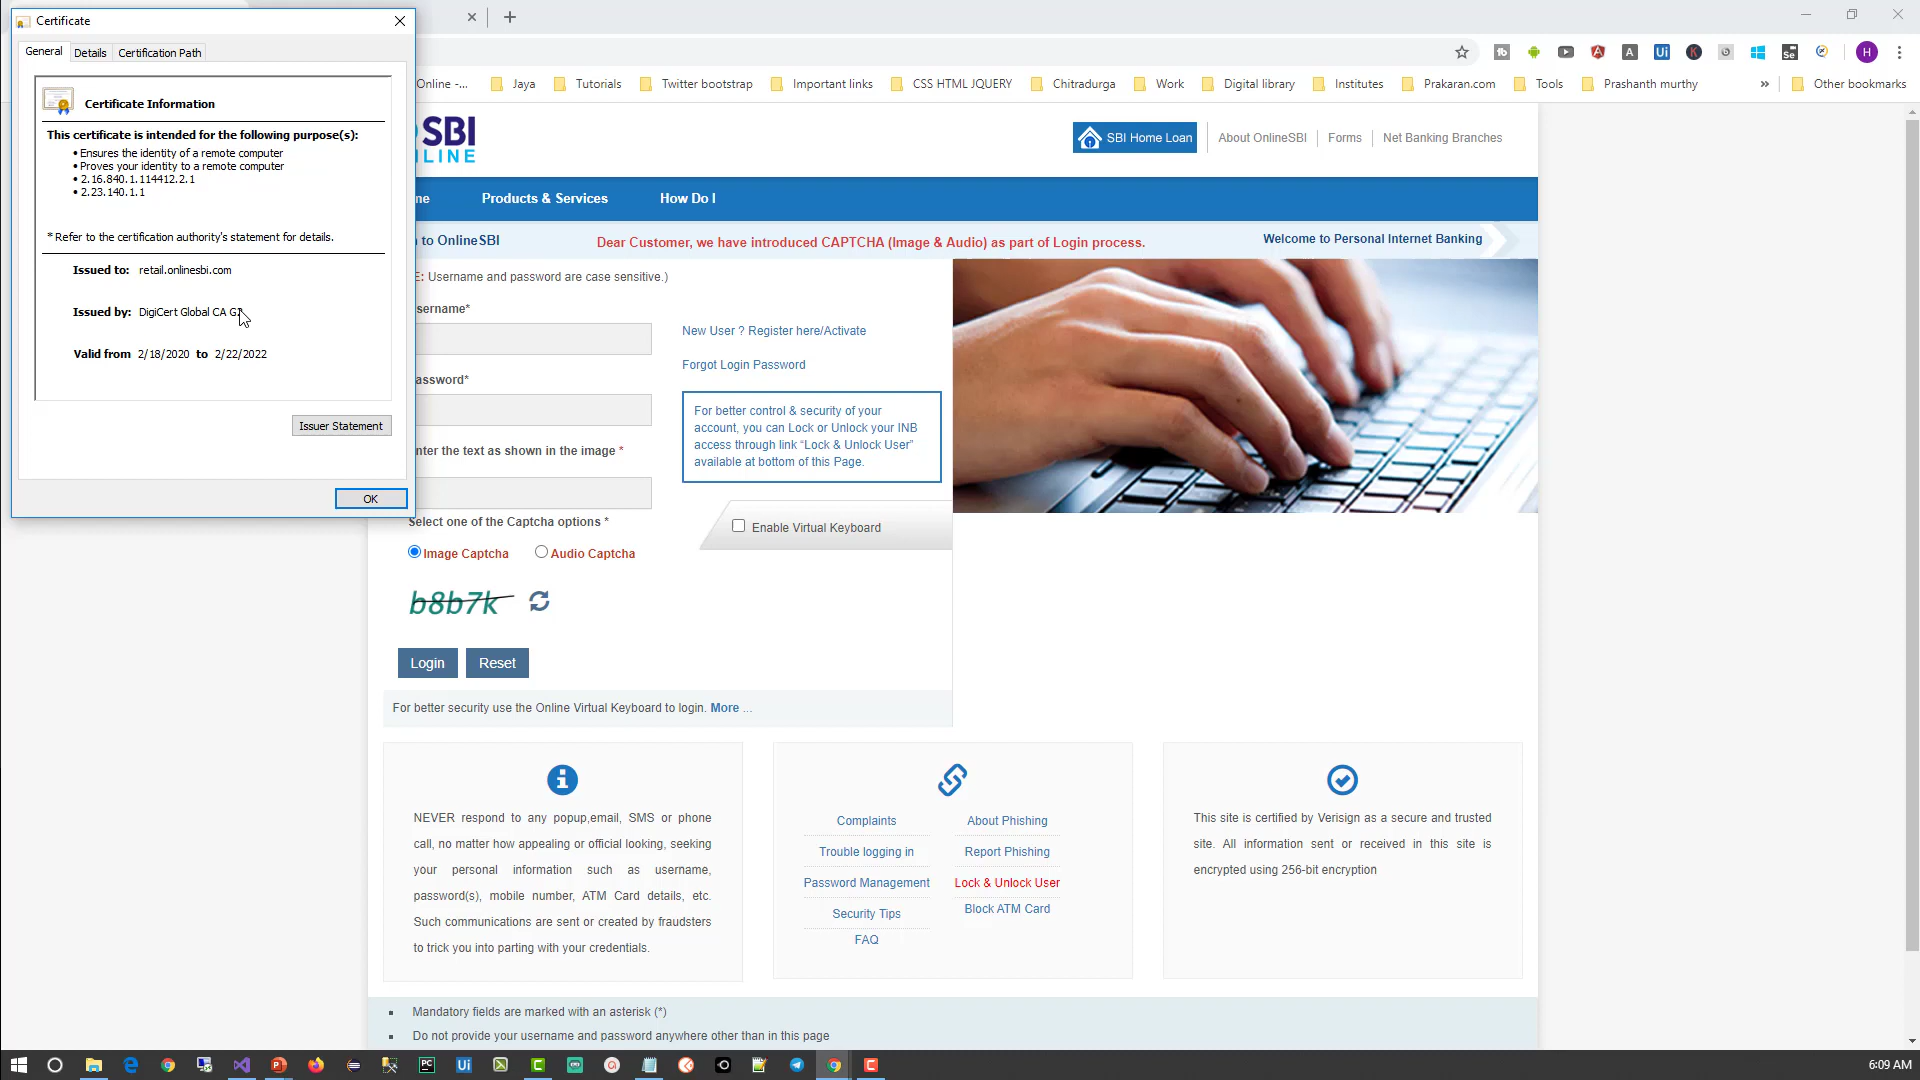 Certificate
General
Details
Certification Path
Certificate Information
This certificate is intended for the following purpose(s):
• Ensures the identity of a remote computer
• Proves your identity to a remote computer
• 2.16.840.1.114412.2.1
• 2.23.140.1.1
* Refer to the certification authority's statement for details.
Issued to: retail.onlinesbi.com
Issued by: DigiCert Global CA
Valid from 2/18/2020 to 2/22/2022
Issuer Statement
OK
Online -...
Jaya
Tutorials
Twitter bootstrap
Important links
CSS HTML JQUERY
Chitradurga
Work
Digital library
Institutes
Prakaran.com
Tools
Prashanth murthy
»
Other bookmarks
H
SBI
SBI Home Loan
About OnlineSBI
Forms
Net Banking Branches
Products & Services
How Do I
to OnlineSBI
Dear Customer, we have introduced CAPTCHA (Image & Audio) as part of Login process.
Welcome to Personal Internet Banking
E: Username and password are case sensitive.)
sername*
New User ? Register here/Activate
Forgot Login Password
assword*
For better control & security of your
account, you can Lock or Unlock your INB
access through link “Lock & Unlock User”
available at bottom of this Page.
nter the text as shown in the image *
Select one of the Captcha options *
Enable Virtual Keyboard
Image Captcha
Audio Captcha
b8b7k
Login
Reset
For better security use the Online Virtual Keyboard to login. More ...
NEVER respond to any popup,email, SMS or phone
call, no matter how appealing or official looking, seeking
your personal information such as username,
password(s), mobile number, ATM Card details, etc.
Such communications are sent or created by fraudsters
to trick you into parting with your credentials.
Complaints
About Phishing
Trouble logging in
Report Phishing
Password Management
Lock & Unlock User
Security Tips
Block ATM Card
FAQ
This site is certified by Verisign as a secure and trusted
site. All information sent or received in this site is
encrypted using 256-bit encryption
▪ Mandatory fields are marked with an asterisk (*)
▪ Do not provide your username and password anywhere other than in this page
6:09 AM